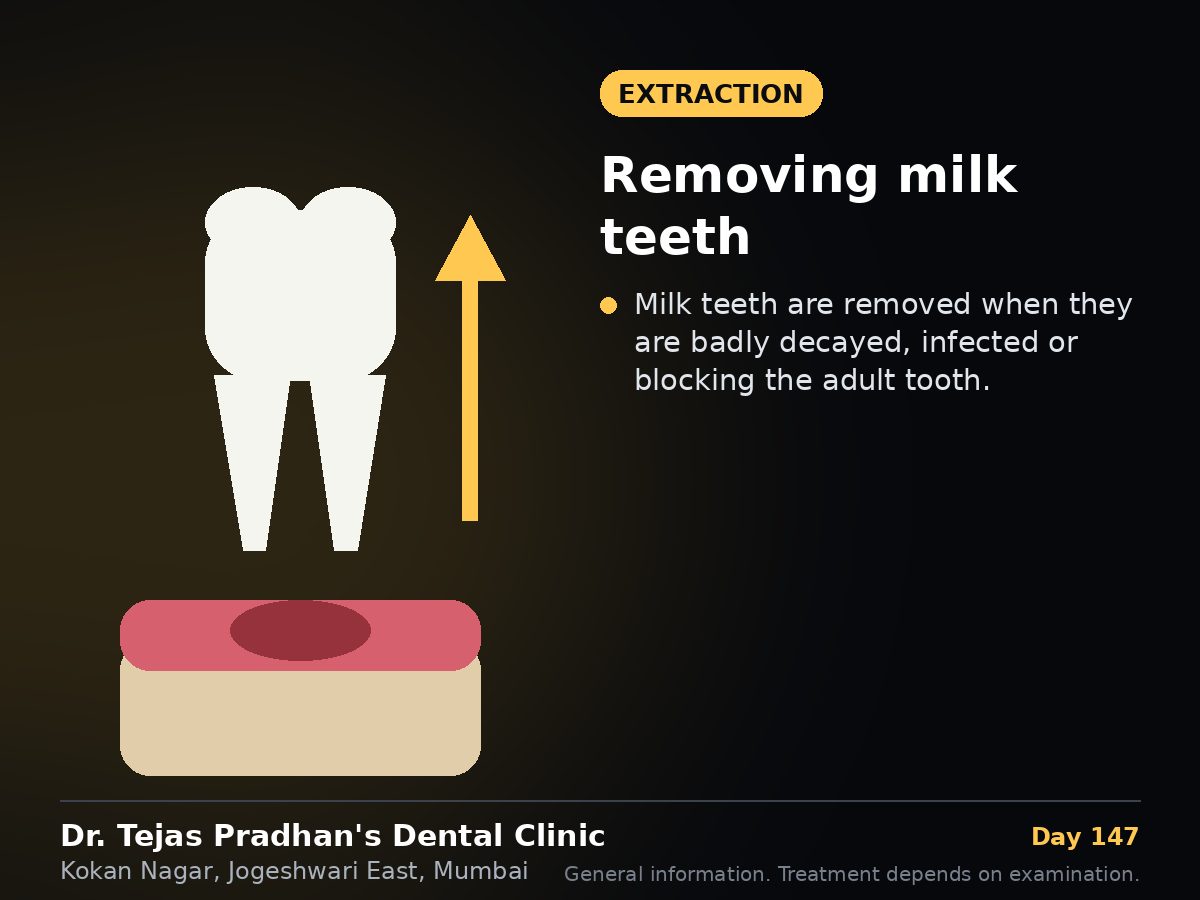 EXTRACTION
Removing milk
teeth
Milk teeth are removed when they
are badly decayed, infected or
blocking the adult tooth.
Dr. Tejas Pradhan's Dental Clinic
Day 147
Kokan Nagar, Jogeshwari East, Mumbai
General information. Treatment depends on examination.